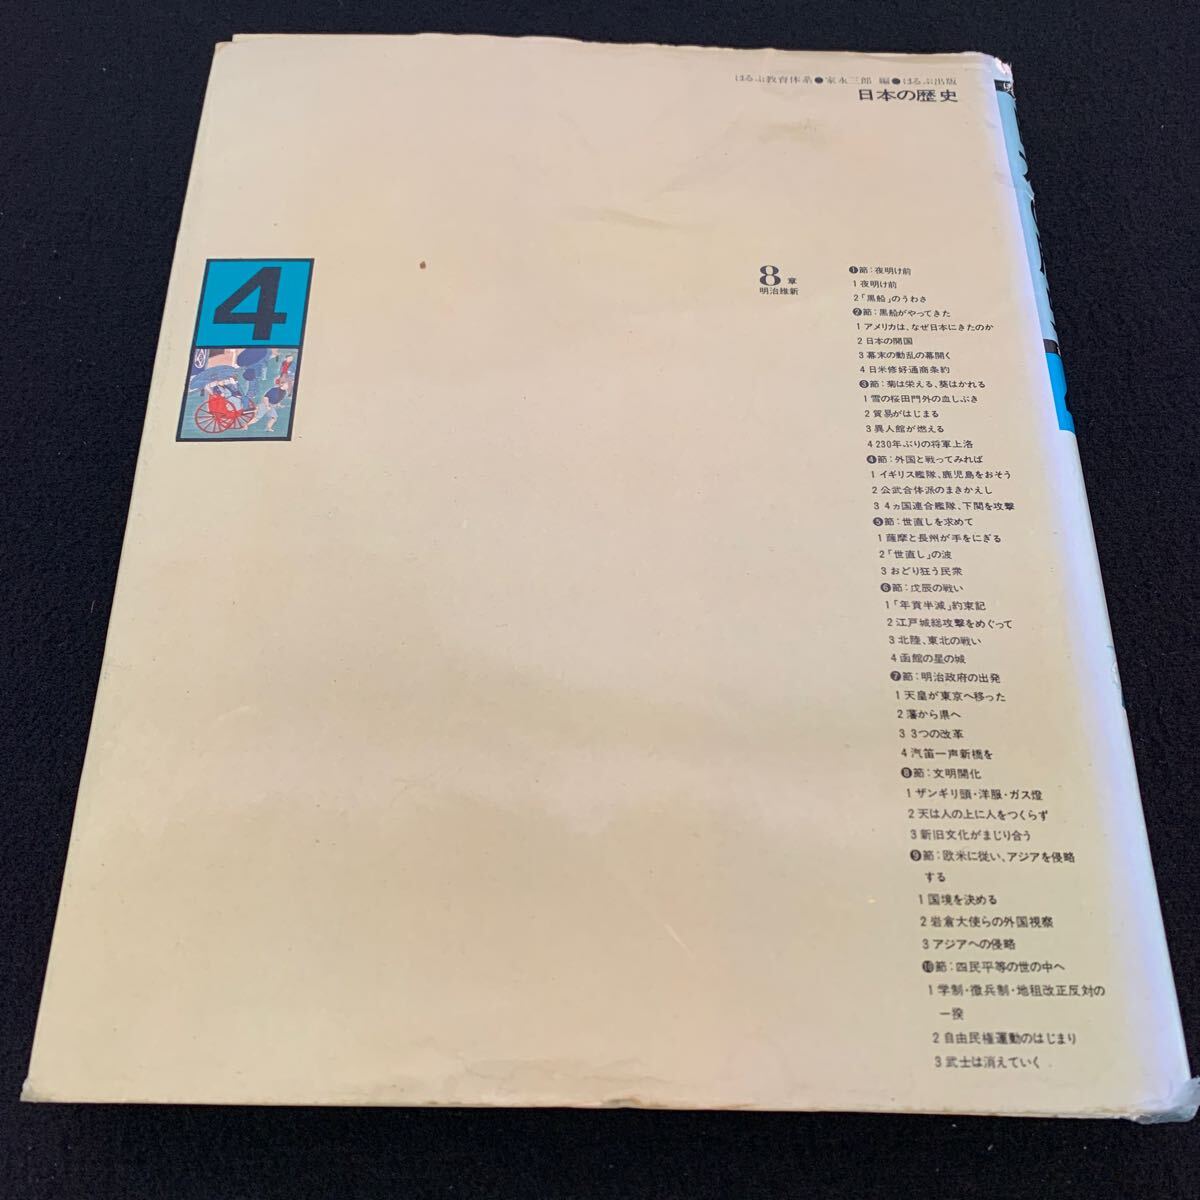 ほるぷ教育体系●家永三郎 編●ほるぷ出版
日本の歴史
4
8章
明治維新
❶節:夜明け前
1 夜明け前
2「黒船」のうわさ
❷節:黒船がやってきた
1 アメリカは、なぜ日本にきたのか
2 日本の開国
3 幕末の動乱の幕開く
4 日米修好通商条約
❸節:菊は栄える、葵はかれる
1 雪の桜田門外の血しぶき
2 貿易がはじまる
3 異人館が燃える
4 230年ぶりの将軍上洛
❹節:外国と戦ってみれば
1 イギリス艦隊、鹿児島をおそう
2 公武合体派のまきかえし
3 4ヵ国連合艦隊、下関を攻撃
❺節:世直しを求めて
1 薩摩と長州が手をにぎる
2「世直し」の波
3 おどり狂う民衆
❻節:戊辰の戦い
1「年貢半減」約束記
2 江戸城総攻撃をめぐって
3 北陸、東北の戦い
4 函館の星の城
❼節:明治政府の出発
1 天皇が東京へ移った
2 藩から県へ
3 3つの改革
4 汽笛一声新橋を
❽節:文明開化
1 ザンギリ頭・洋服・ガス燈
2 天は人の上に人をつくらず
3 新旧文化がまじり合う
❾節:欧米に従い、アジアを侵略
する
1 国境を決める
2 岩倉大使らの外国視察
3 アジアへの侵略
❿節:四民平等の世の中へ
1 学制・徴兵制・地租改正反対の
一揆
2 自由民権運動のはじまり
3 武士は消えていく